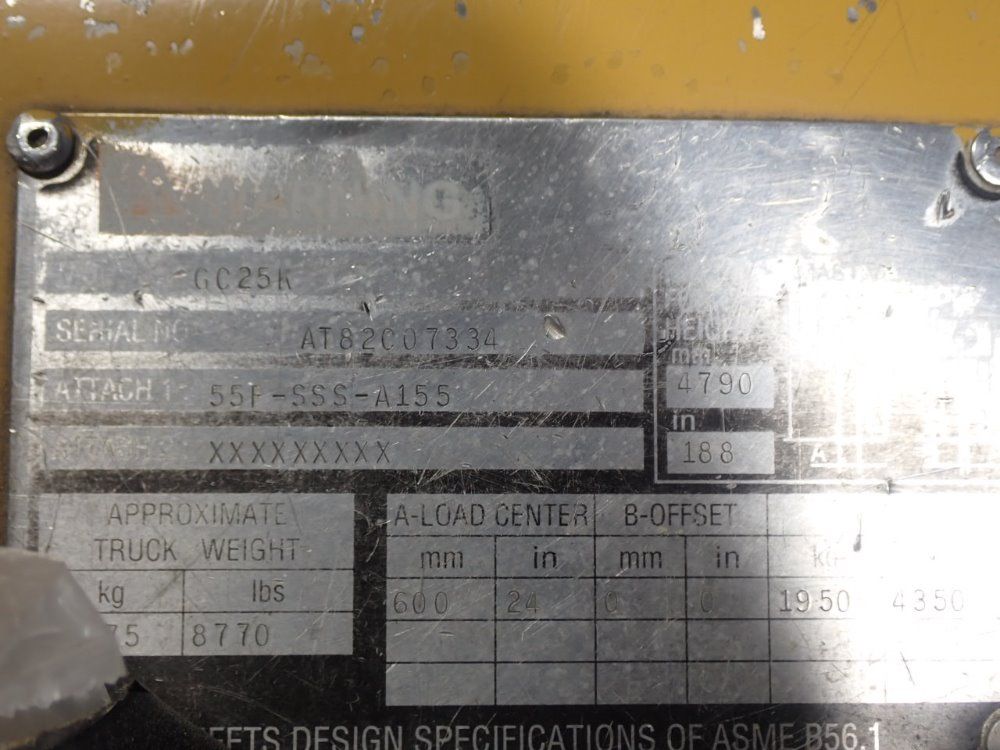 GC25K
SERIAL NO AT82C07334
ATTACH 1 55F-SSS-A155
XXXXXXXXX
mm
4790
in
188
APPROXIMATE
TRUCK WEIGHT
kg lbs
75 8770
A-LOAD CENTER B-OFFSET
mm in mm in
600 24 0 0 1950 4350
DESIGN SPECIFICATIONS OF ASME B56.1